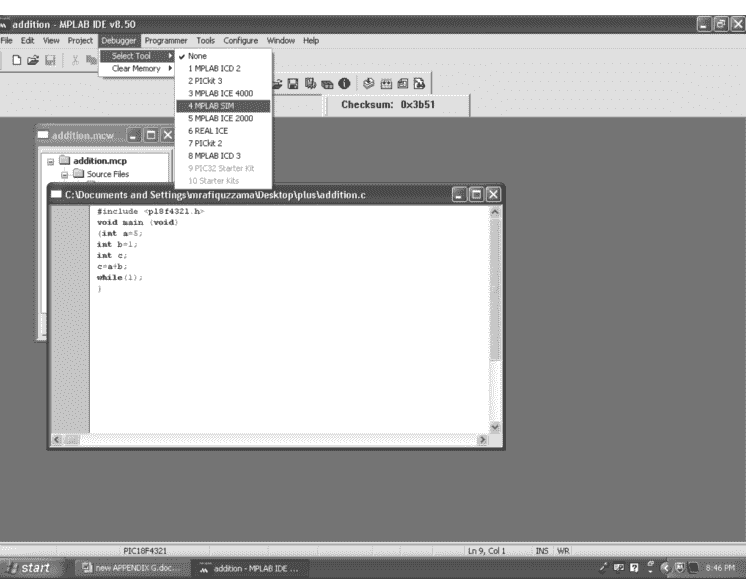 addition - MPLAB IDE v8.50
File Edit View Project Debugger Programmer Tools Configure Window Help
Select Tool
Clear Memory
None
1 MPLAB ICD 2
2 PICkit 3
3 MPLAB ICE 4000
4 MPLAB SIM
5 MPLAB ICE 2000
6 REAL ICE
7 PICkit 2
8 MPLAB ICD 3
9 PIC32 Starter Kit
10 Starter Kits
Checksum: 0x3b51
addition.mcw
addition.mcp
Source Files
C:\Documents and Settings\mrafiquzzama\Desktop\plus\addition.c
#include <p18f4321.h>
void main (void)
{int a=5;
int b=1;
int c;
c=a+b;
while(1);
}
PIC18F4321 Ln 9, Col 1 INS WR
start new APPENDIX G.doc... addition - MPLAB IDE ... 8:46 PM